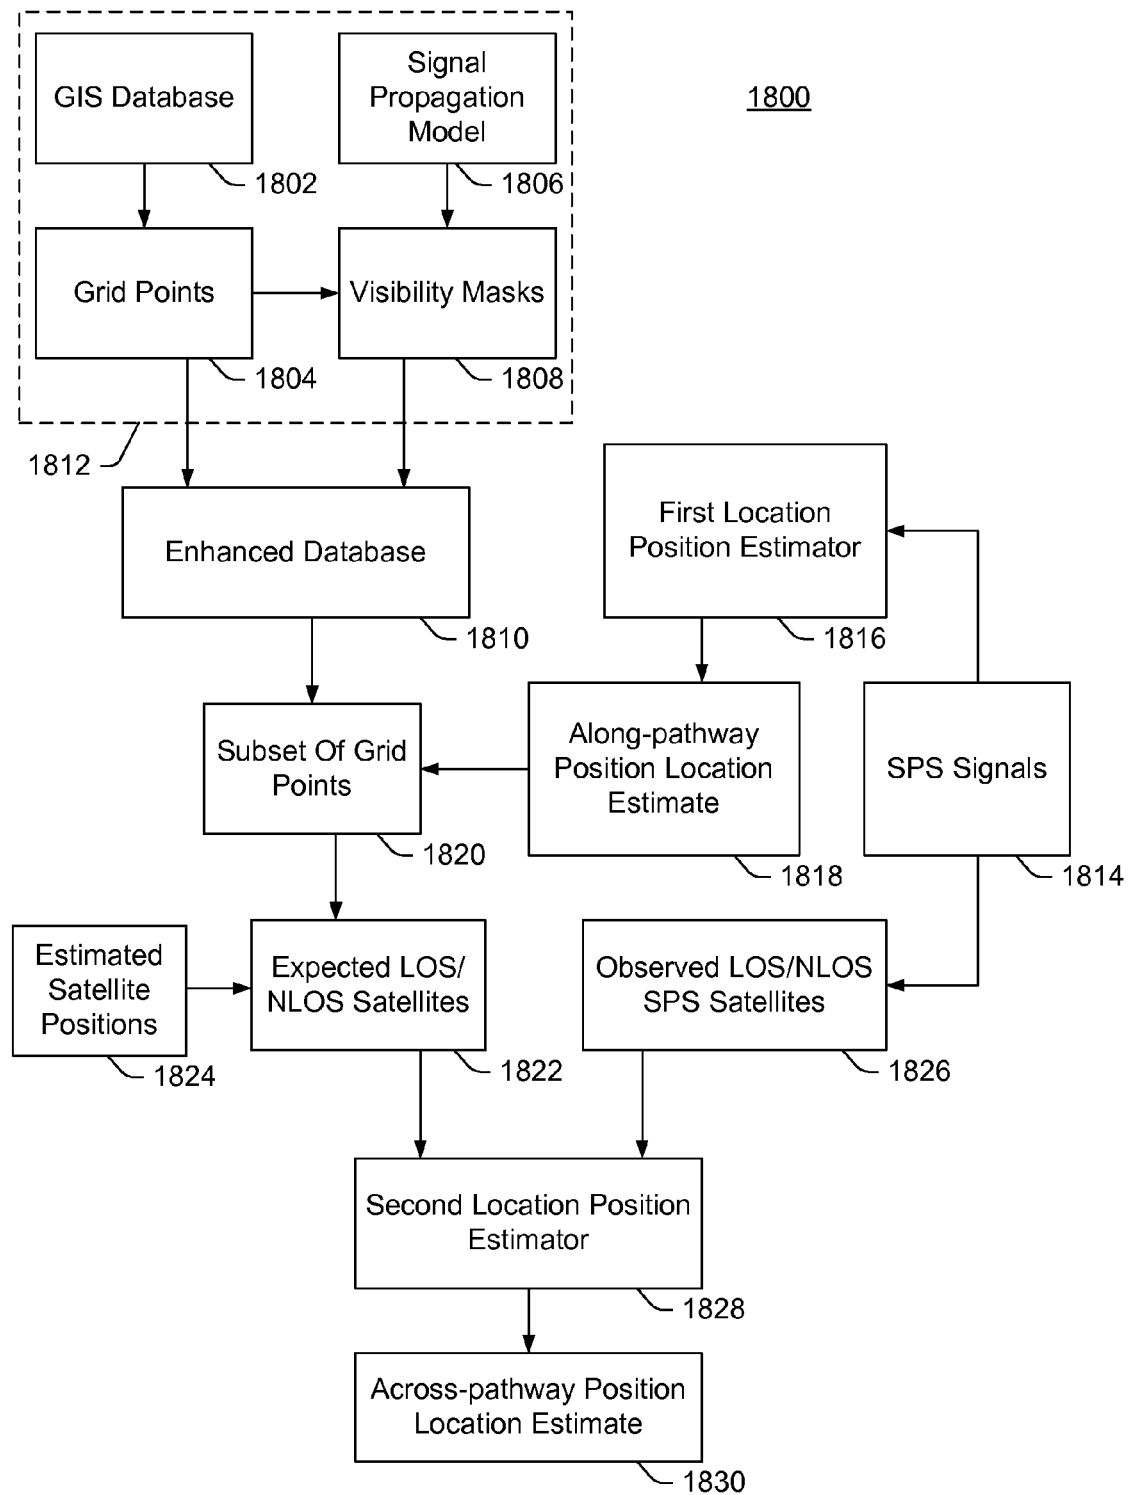 GIS Database
1802
Signal
Propagation
Model
1806
1800
Grid Points
1804
Visibility Masks
1808
1812
Enhanced Database
1810
First Location
Position Estimator
1816
Subset Of Grid
Points
1820
Along-pathway
Position Location
Estimate
1818
SPS Signals
1814
Estimated
Satellite
Positions
1824
Expected LOS/
NLOS Satellites
1822
Observed LOS/NLOS
SPS Satellites
1826
Second Location Position
Estimator
1828
Across-pathway Position
Location Estimate
1830